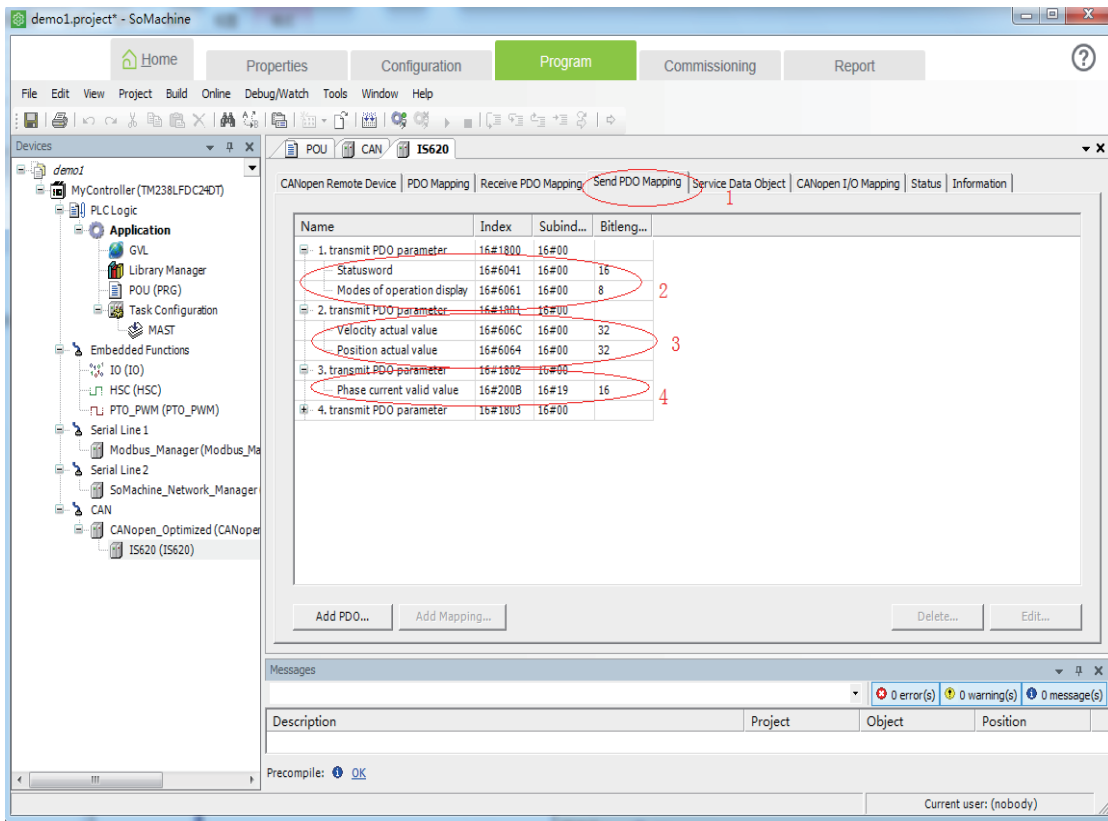 demo1.project* - SoMachine
Home
Properties
Configuration
Program
Commissioning
Report
File Edit View Project Build Online Debug/Watch Tools Window Help
Devices
POU CAN IS620
demo1
MyController (TM238LFDC24DT)
PLC Logic
Application
GVL
Library Manager
POU (PRG)
Task Configuration
MAST
Embedded Functions
IO (IO)
HSC (HSC)
PTO_PWM (PTO_PWM)
Serial Line 1
Modbus_Manager (Modbus_Ma
Serial Line 2
SoMachine_Network_Manager
CAN
CANopen_Optimized (CANoper
IS620 (IS620)
CANopen Remote Device PDO Mapping Receive PDO Mapping Send PDO Mapping Service Data Object CANopen I/O Mapping Status Information
1
Name Index Subind... Bitleng...
1. transmit PDO parameter 16#1800 16#00
Statusword 16#6041 16#00 16
Modes of operation display 16#6061 16#00 8
2
2. transmit PDO parameter 16#1801 16#00
Velocity actual value 16#606C 16#00 32
Position actual value 16#6064 16#00 32
3
3. transmit PDO parameter 16#1802 16#00
Phase current valid value 16#200B 16#19 16
4
4. transmit PDO parameter 16#1803 16#00
Add PDO... Add Mapping... Delete... Edit...
Messages
0 error(s) 0 warning(s) 0 message(s)
Description Project Object Position
Precompile: OK
Current user: (nobody)